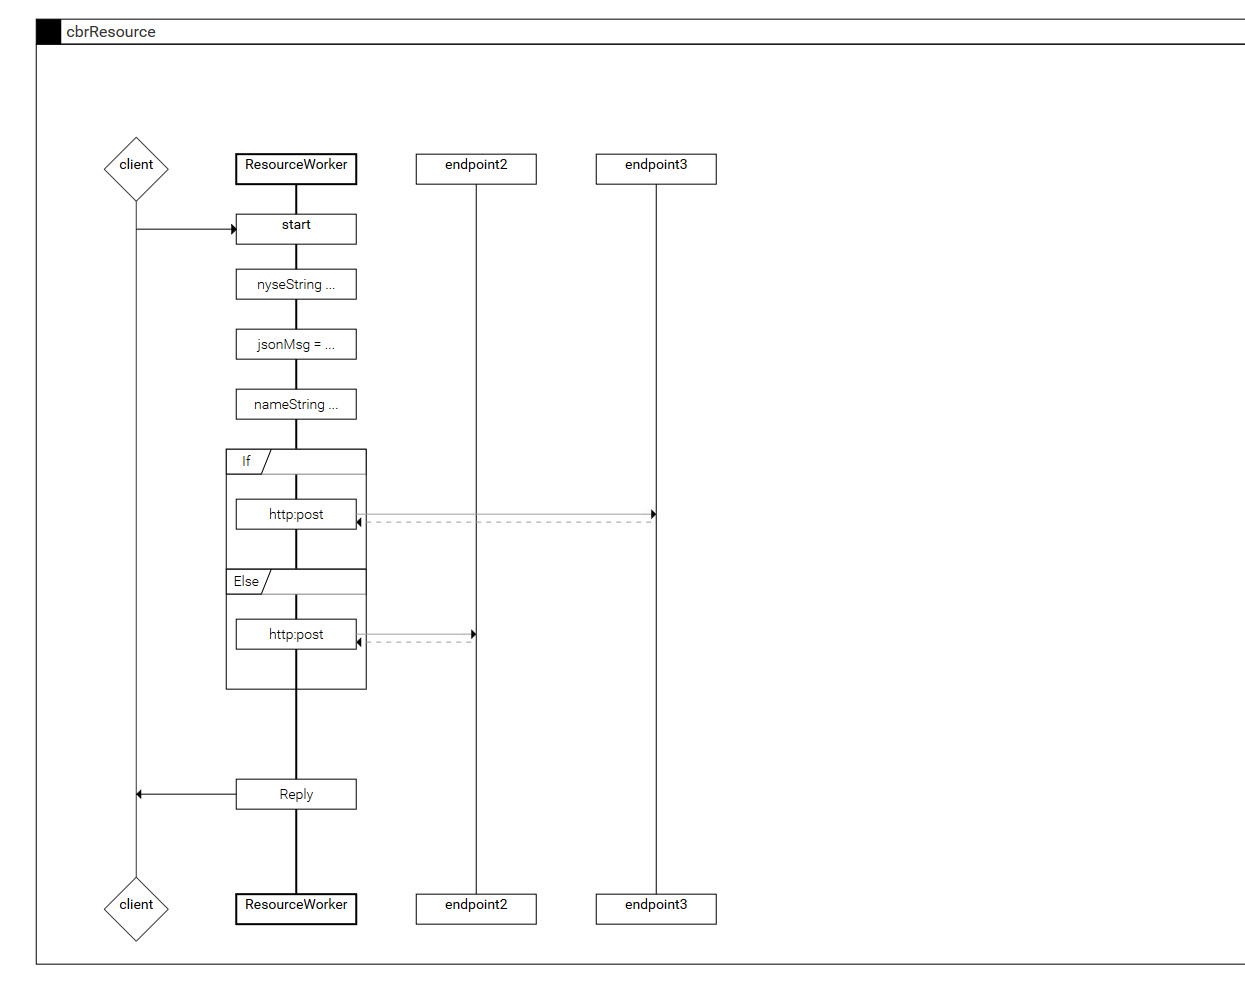 cbrResource
client
ResourceWorker
endpoint2
endpoint3
start
nyseString ...
jsonMsg = ...
nameString ...
If
http:post
Else
http:post
Reply
client
ResourceWorker
endpoint2
endpoint3